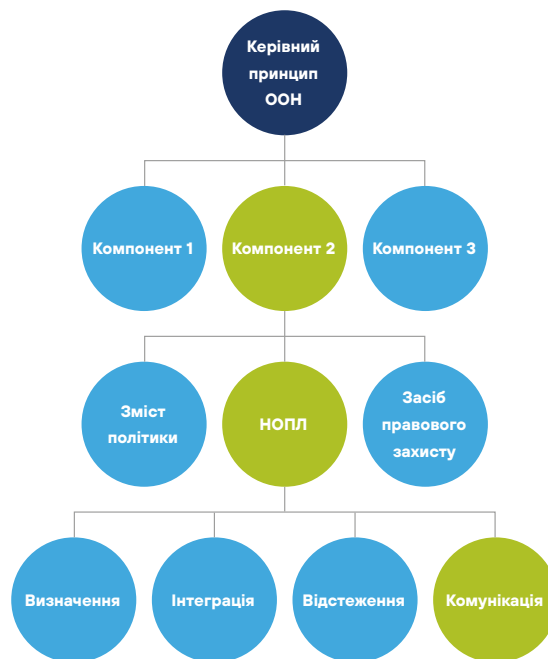 Керівний
принцип
ООН
Компонент 1
Компонент 2
Компонент 3
Зміст
політики
НОПЛ
Засіб
правового
захисту
Визначення
Інтеграція
Відстеження
Комунікація